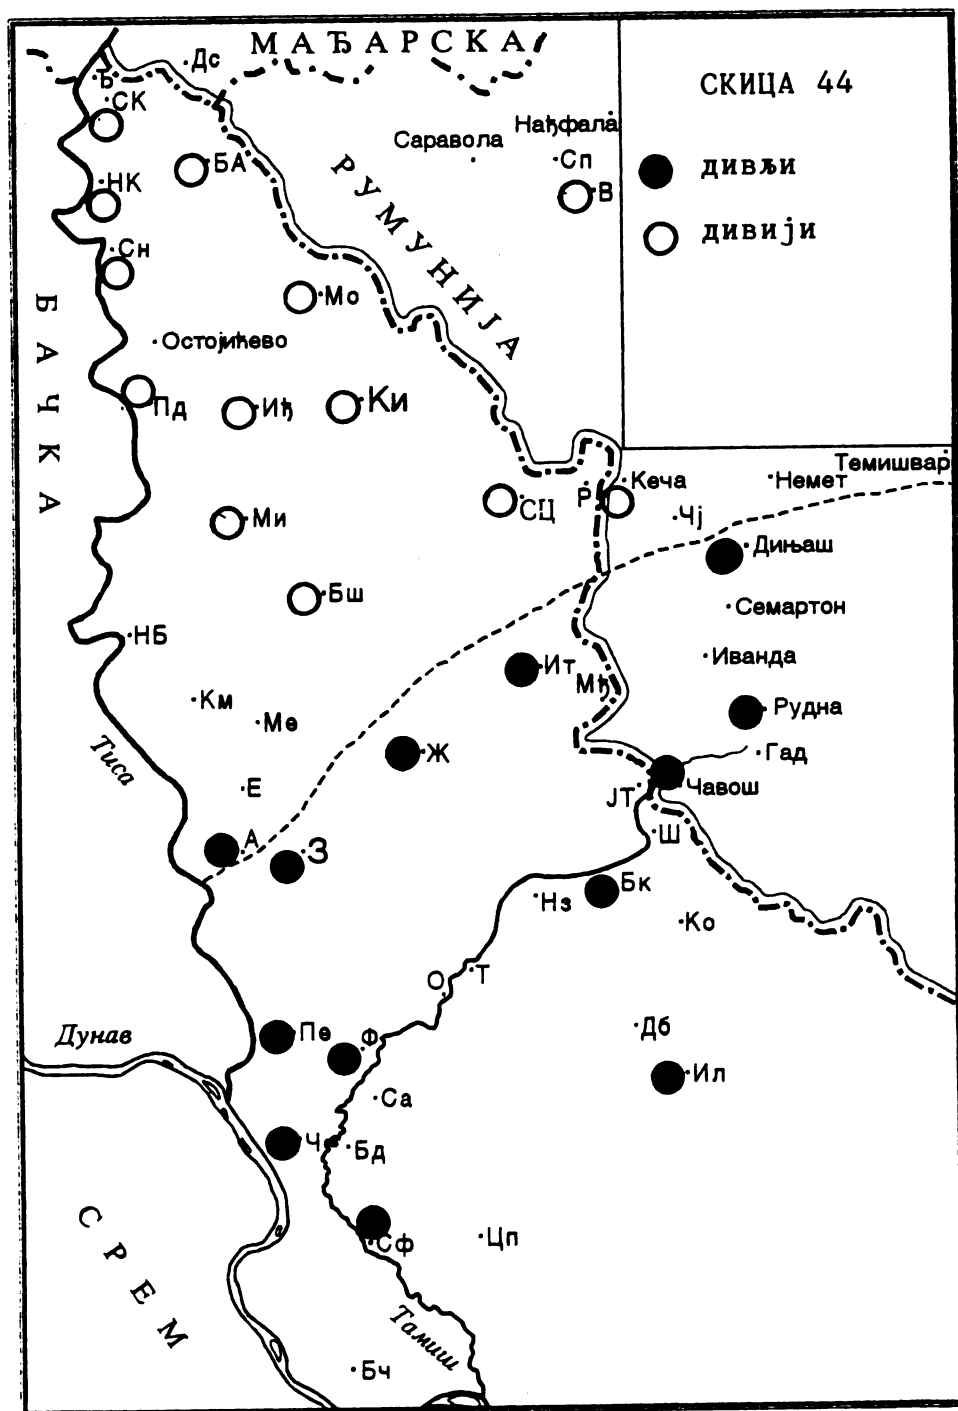 МАЂАРСКА
Дс
Ђ
СК
СКИЦА 44
Нађфала
Саравола
Сп
дивљи
БА
НК
В
РУМУНИЈА
дивији
Сн
Мо
БАЧКА
Остојићево
Пд
Иђ
Ки
Темишвар
Немет
Кеча
Р
СЦ
Чј
Ми
Дињаш
Бш
Семартон
НБ
Иванда
Ит
Мђ
Км
Рудна
Ме
Тиса
Ж
Гад
Е
ЈТ
Чавош
Ш
А
З
Бк
Нз
Ко
Т
О
Дунав
Пе
Ф
Дб
Ил
Са
Ч
Бд
СРЕМ
Сф
Цп
Тамиш
Бч